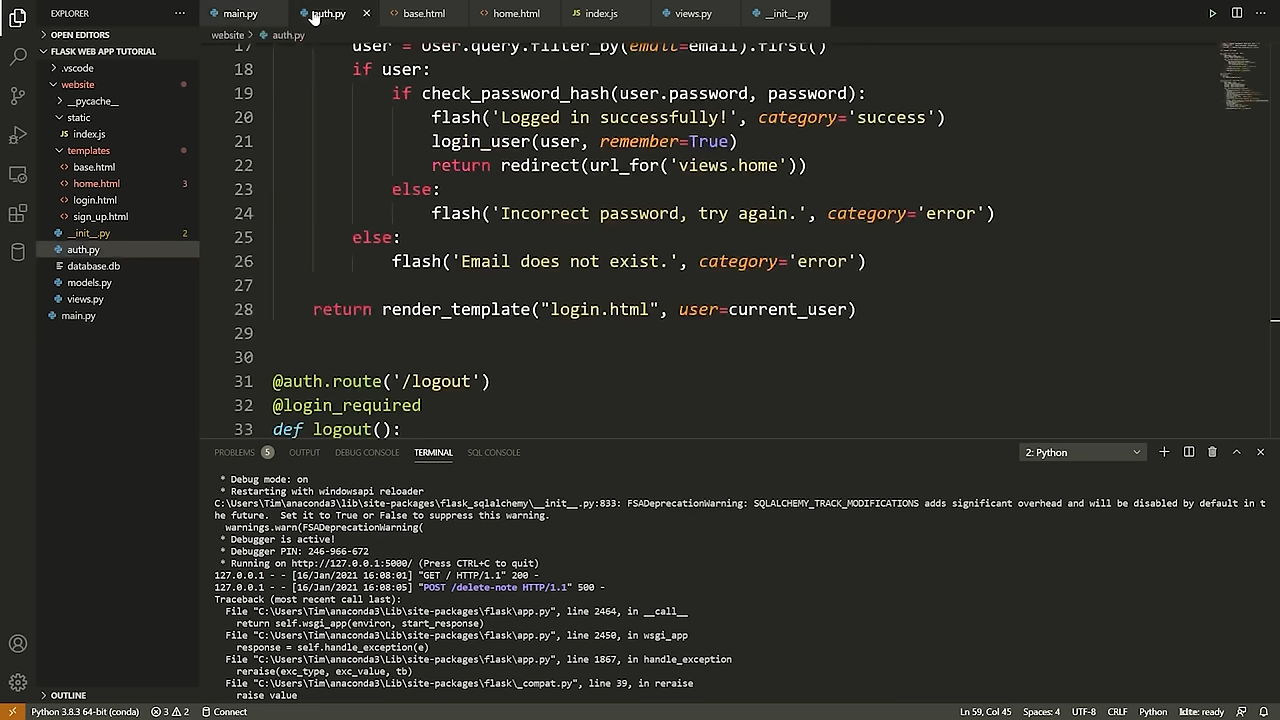 EXPLORER
main.py
auth.py
base.html
home.html
index.js
views.py
__init__.py
OPEN EDITORS
FLASK WEB APP TUTORIAL
.vscode
website
__pycache__
static
index.js
templates
base.html
home.html 3
login.html
sign_up.html
__init__.py 2
auth.py
database.db
models.py
views.py
main.py
OUTLINE
website > auth.py
17 user = User.query.filter_by(email=email).first()
18 if user:
19 if check_password_hash(user.password, password):
20 flash('Logged in successfully!', category='success')
21 login_user(user, remember=True)
22 return redirect(url_for('views.home'))
23 else:
24 flash('Incorrect password, try again.', category='error')
25 else:
26 flash('Email does not exist.', category='error')
27
28 return render_template("login.html", user=current_user)
29
30
31 @auth.route('/logout')
32 @login_required
33 def logout():
PROBLEMS 5 OUTPUT DEBUG CONSOLE TERMINAL SQL CONSOLE 2: Python
* Debug mode: on
* Restarting with windowsapi reloader
C:\Users\Tim\anaconda3\lib\site-packages\flask_sqlalchemy\__init__.py:833: FSADeprecationWarning: SQLALCHEMY_TRACK_MODIFICATIONS adds significant overhead and will be disabled by default in t
he future.  Set it to True or False to suppress this warning.
warnings.warn(FSADeprecationWarning(
* Debugger is active!
* Debugger PIN: 246-966-672
* Running on http://127.0.0.1:5000/ (Press CTRL+C to quit)
127.0.0.1 - - [16/Jan/2021 16:08:01] "GET / HTTP/1.1" 200 -
127.0.0.1 - - [16/Jan/2021 16:08:05] "POST /delete-note HTTP/1.1" 500 -
Traceback (most recent call last):
File "C:\Users\Tim\anaconda3\Lib\site-packages\flask\app.py", line 2464, in __call__
return self.wsgi_app(environ, start_response)
File "C:\Users\Tim\anaconda3\Lib\site-packages\flask\app.py", line 2450, in wsgi_app
response = self.handle_exception(e)
File "C:\Users\Tim\anaconda3\Lib\site-packages\flask\app.py", line 1867, in handle_exception
reraise(exc_type, exc_value, tb)
File "C:\Users\Tim\anaconda3\Lib\site-packages\flask\_compat.py", line 39, in reraise
raise value
Python 3.8.3 64-bit (conda) 3 2 Connect Ln 59, Col 45 Spaces: 4 UTF-8 CRLF Python kite: ready